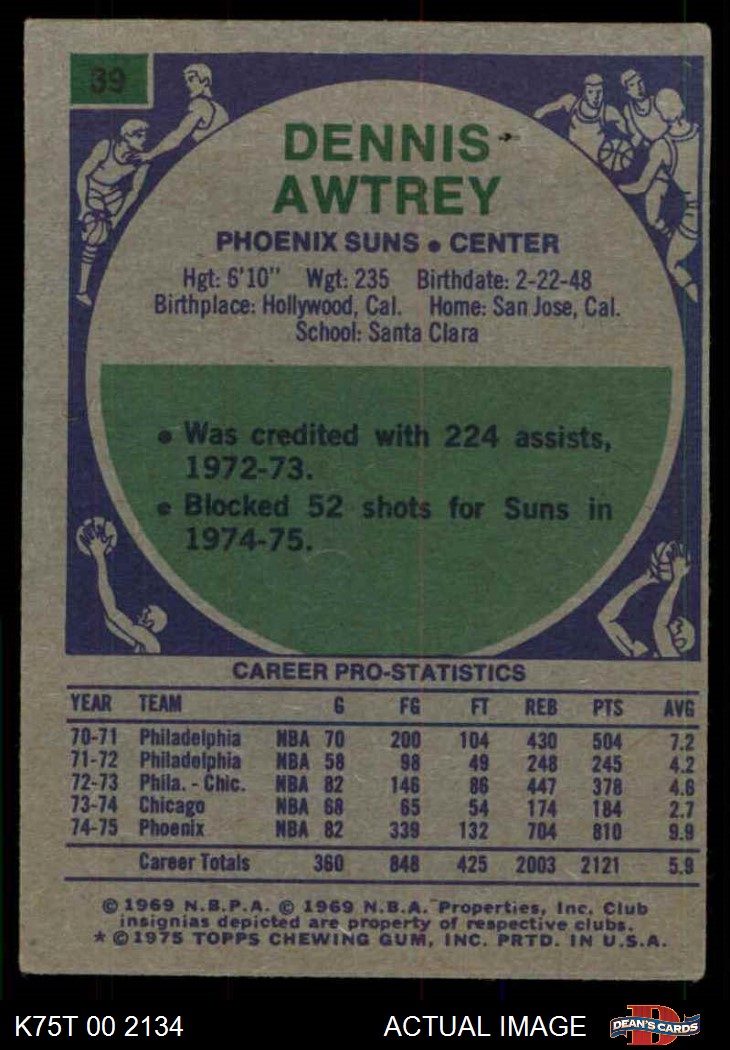 39
DENNIS
AWTREY
PHOENIX SUNS • CENTER
Hgt: 6'10" Wgt: 235 Birthdate: 2-22-48
Birthplace: Hollywood, Cal. Home: San Jose, Cal.
School: Santa Clara
• Was credited with 224 assists,
1972-73.
• Blocked 52 shots for Suns in
1974-75.
CAREER PRO-STATISTICS
YEAR TEAM G FG FT REB PTS AVG
70-71 Philadelphia NBA 70 200 104 430 504 7.2
71-72 Philadelphia NBA 58 98 49 248 245 4.2
72-73 Phila. - Chic. NBA 82 146 86 447 378 4.6
73-74 Chicago NBA 68 65 54 174 184 2.7
74-75 Phoenix NBA 82 339 132 704 810 9.9
Career Totals 360 848 425 2003 2121 5.9
© 1969 N.B.P.A. © 1969 N.B.A. Properties, Inc. Club
insignias depicted are property of respective clubs.
* © 1975 TOPPS CHEWING GUM, INC. PRTD. IN U.S.A.
K75T 00 2134 ACTUAL IMAGE
D
DEAN'S CARDS